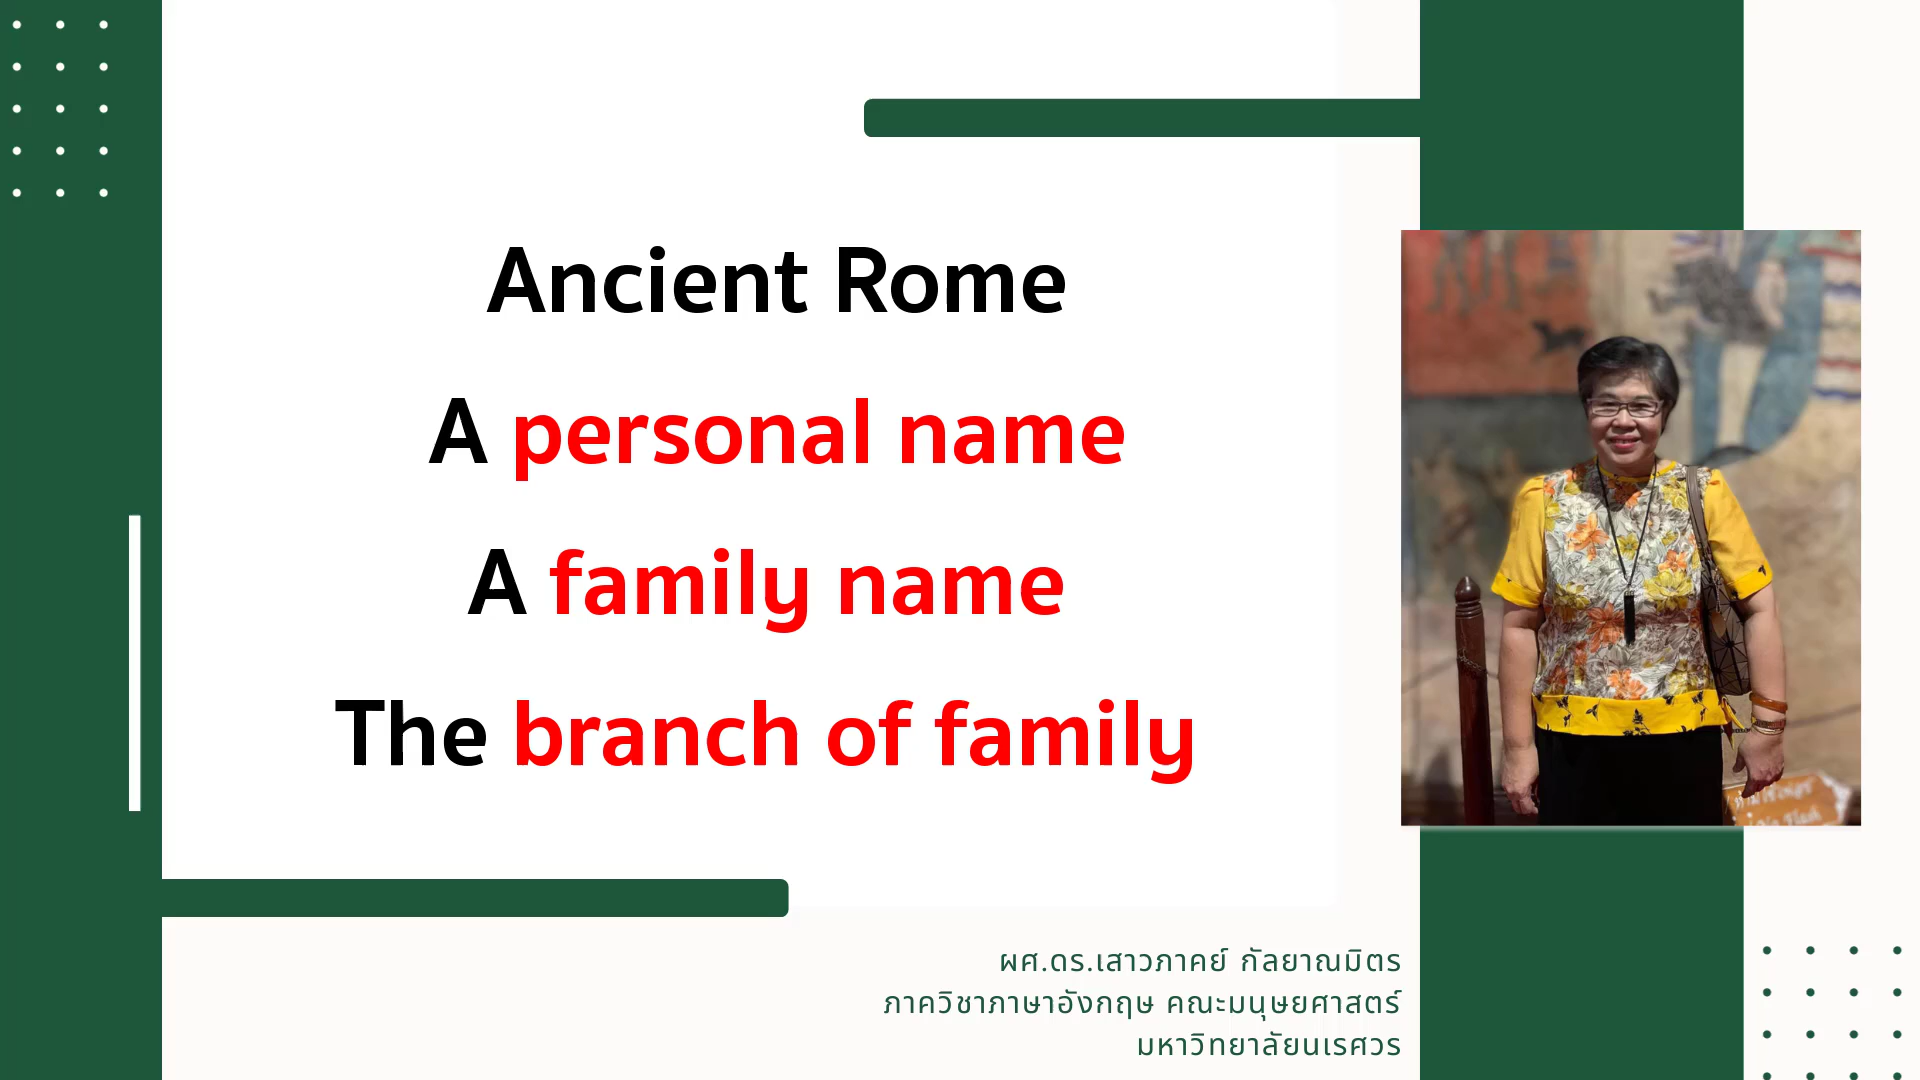 Ancient Rome
A personal name
A family name
The branch of family
ผศ.ดร.เสาวภาคย์ กัลยาณมิตร
ภาควิชาภาษาอังกฤษ คณะมนุษยศาสตร์
มหาวิทยาลัยนเรศวร